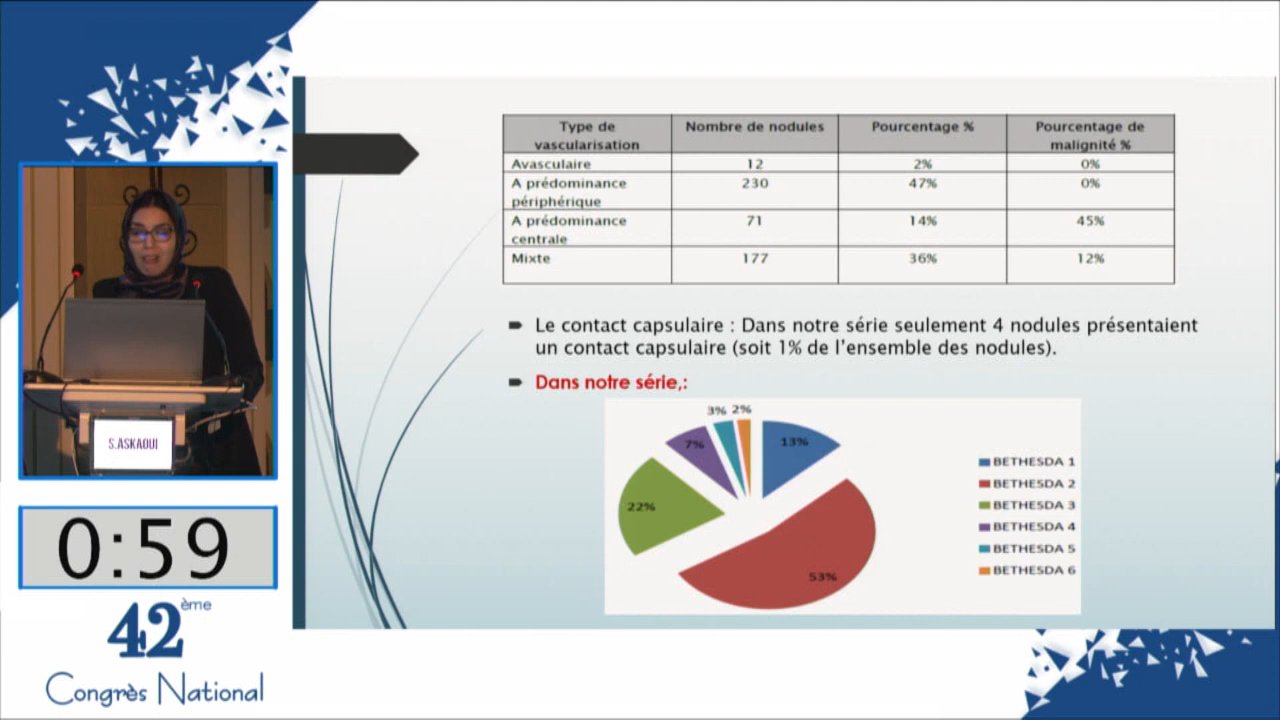 Type de vascularisation Nombre de nodules Pourcentage % Pourcentage de malignité %
Avasculaire 12 2% 0%
A prédominance périphérique 230 47% 0%
A prédominance centrale 71 14% 45%
Mixte 177 36% 12%
Le contact capsulaire : Dans notre série seulement 4 nodules présentaient
un contact capsulaire (soit 1% de l'ensemble des nodules).
Dans notre série,:
3% 2%
7%
13%
22%
53%
BETHESDA 1
BETHESDA 2
BETHESDA 3
BETHESDA 4
BETHESDA 5
BETHESDA 6
S.ASKAOUI
0:59
42ème
Congrès National